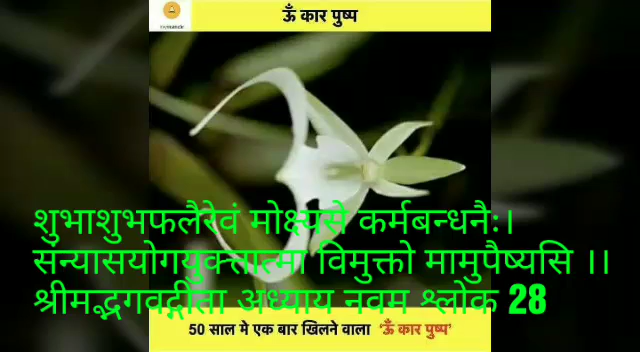 ऊँ कार पुष्प
शुभाशुभफलैरेवं मोक्ष्यसे कर्मबन्धनैः।
सन्यासयोगयुक्तात्मा विमुक्तो मामुपैष्यसि ।।
श्रीमद्भगवद्गीता अध्याय नवम श्लोक 28
50 साल मे एक बार खिलने वाला 'ऊँ कार पुष्प'